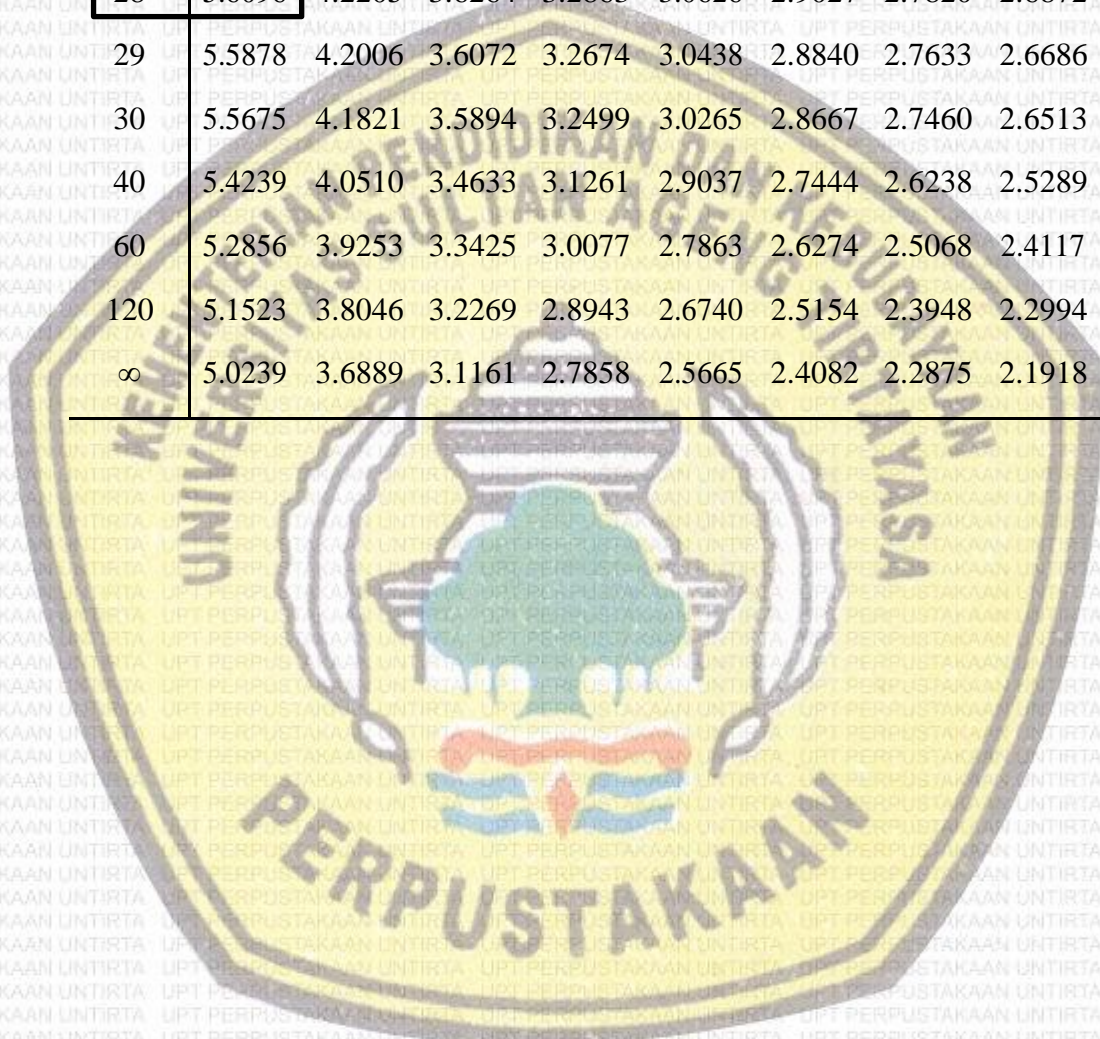 29 5.5878 4.2006 3.6072 3.2674 3.0438 2.8840 2.7633 2.6686
30 5.5675 4.1821 3.5894 3.2499 3.0265 2.8667 2.7460 2.6513
40 5.4239 4.0510 3.4633 3.1261 2.9037 2.7444 2.6238 2.5289
60 5.2856 3.9253 3.3425 3.0077 2.7863 2.6274 2.5068 2.4117
120 5.1523 3.8046 3.2269 2.8943 2.6740 2.5154 2.3948 2.2994
∞ 5.0239 3.6889 3.1161 2.7858 2.5665 2.4082 2.2875 2.1918
KEMENTERIAN PENDIDIKAN DAN KEBUDAYAAN
UNIVERSITAS SULTAN AGENG TIRTAYASA
PERPUSTAKAAN
UPT PERPUSTAKAAN UNTIRTA